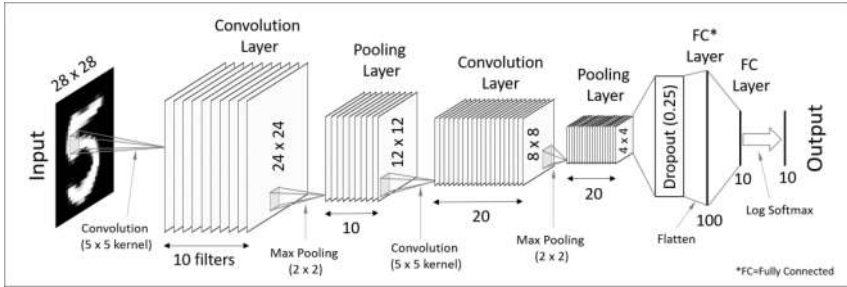 Input
28 x 28
Convolution
(5 x 5 kernel)
Convolution
Layer
24 x 24
10 filters
Max Pooling
(2 x 2)
Pooling
Layer
12 x 12
10
Convolution
(5 x 5 kernel)
Convolution
Layer
8 x 8
20
Max Pooling
(2 x 2)
Pooling
Layer
4 x 4
20
Dropout (0.25)
Flatten
FC*
Layer
100
FC
Layer
10
Log Softmax
10
Output
*FC=Fully Connected
5